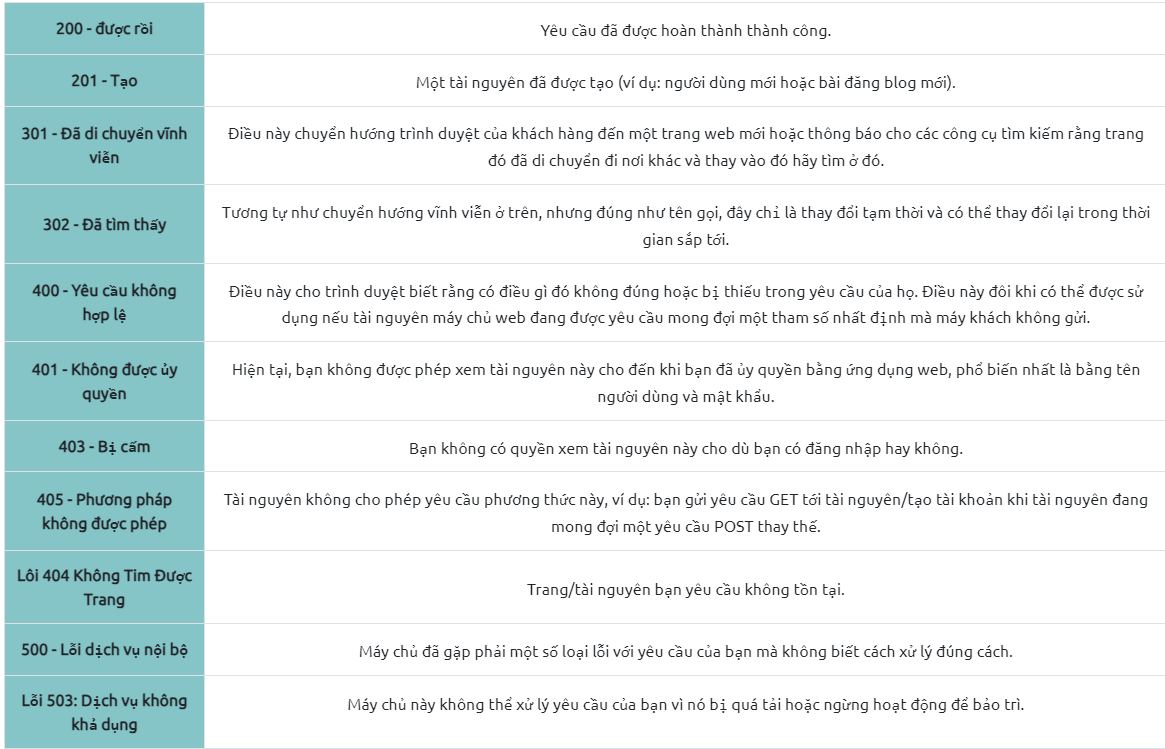 200 - được rồi
Yêu cầu đã được hoàn thành thành công.
201 - Tạo
Một tài nguyên đã được tạo (ví dụ: người dùng mới hoặc bài đăng blog mới).
301 - Đã di chuyển vĩnh
viễn
Điều này chuyển hướng trình duyệt của khách hàng đến một trang web mới hoặc thông báo cho các công cụ tìm kiếm rằng trang
đó đã di chuyển đi nơi khác và thay vào đó hãy tìm ở đó.
302 - Đã tìm thấy
Tương tự như chuyển hướng vĩnh viễn ở trên, nhưng đúng như tên gọi, đây chỉ là thay đổi tạm thời và có thể thay đổi lại trong thời
gian sắp tới.
400 - Yêu cầu không
hợp lệ
Điều này cho trình duyệt biết rằng có điều gì đó không đúng hoặc bị thiếu trong yêu cầu của họ. Điều này đôi khi có thể được sử
dụng nếu tài nguyên máy chủ web đang được yêu cầu mong đợi một tham số nhất định mà máy khách không gửi.
401 - Không được ủy
quyền
Hiện tại, bạn không được phép xem tài nguyên này cho đến khi bạn đã ủy quyền bằng ứng dụng web, phổ biến nhất là bằng tên
người dùng và mật khẩu.
403 - Bị cấm
Bạn không có quyền xem tài nguyên này cho dù bạn có đăng nhập hay không.
405 - Phương pháp
không được phép
Tài nguyên không cho phép yêu cầu phương thức này, ví dụ: bạn gửi yêu cầu GET tới tài nguyên/tạo tài khoản khi tài nguyên đang
mong đợi một yêu cầu POST thay thế.
Lôi 404 Không Tìm Được
Trang
Trang/tài nguyên bạn yêu cầu không tồn tại.
500 - Lỗi dịch vụ nội bộ
Máy chủ đã gặp phải một số loại lỗi với yêu cầu của bạn mà không biết cách xử lý đúng cách.
Lỗi 503: Dịch vụ không
khả dụng
Máy chủ này không thể xử lý yêu cầu của bạn vì nó bị quá tải hoặc ngừng hoạt động để bảo trì.